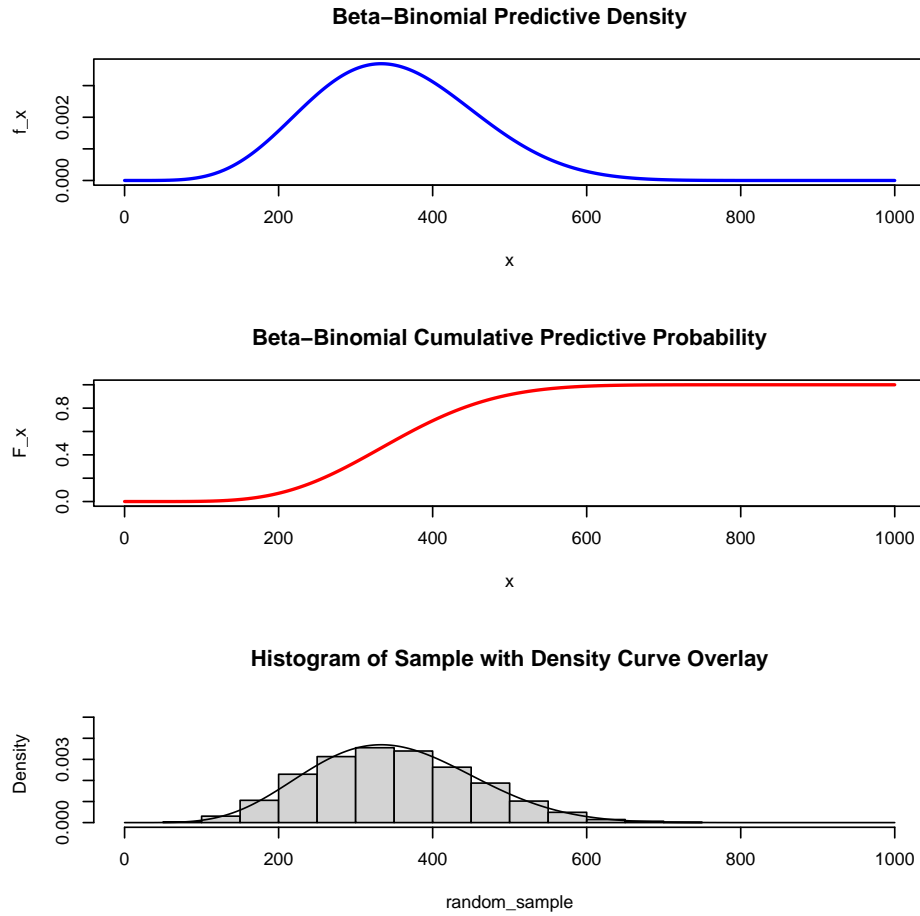 Beta−Binomial Predictive Density
f_x
0.002
0.000
0 200 400 600 800 1000
x
Beta−Binomial Cumulative Predictive Probability
F_x
0.8
0.4
0.0
0 200 400 600 800 1000
x
Histogram of Sample with Density Curve Overlay
Density
0.003
0.000
0 200 400 600 800 1000
random_sample